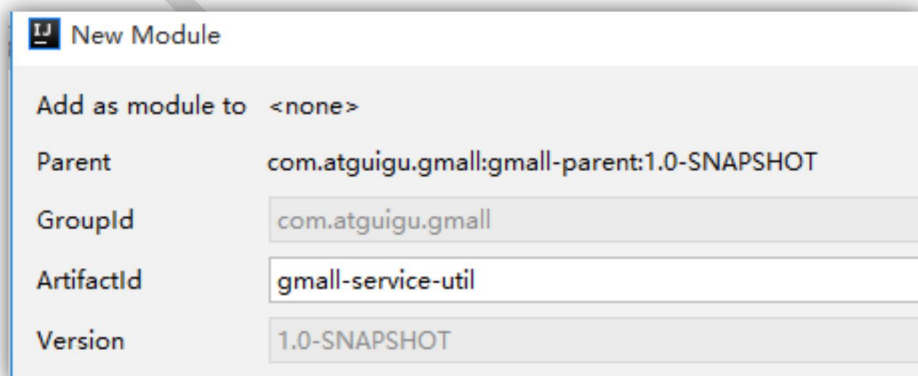 IJ New Module
Add as module to <none>
Parent com.atguigu.gmall:gmall-parent:1.0-SNAPSHOT
GroupId com.atguigu.gmall
ArtifactId gmall-service-util
Version 1.0-SNAPSHOT